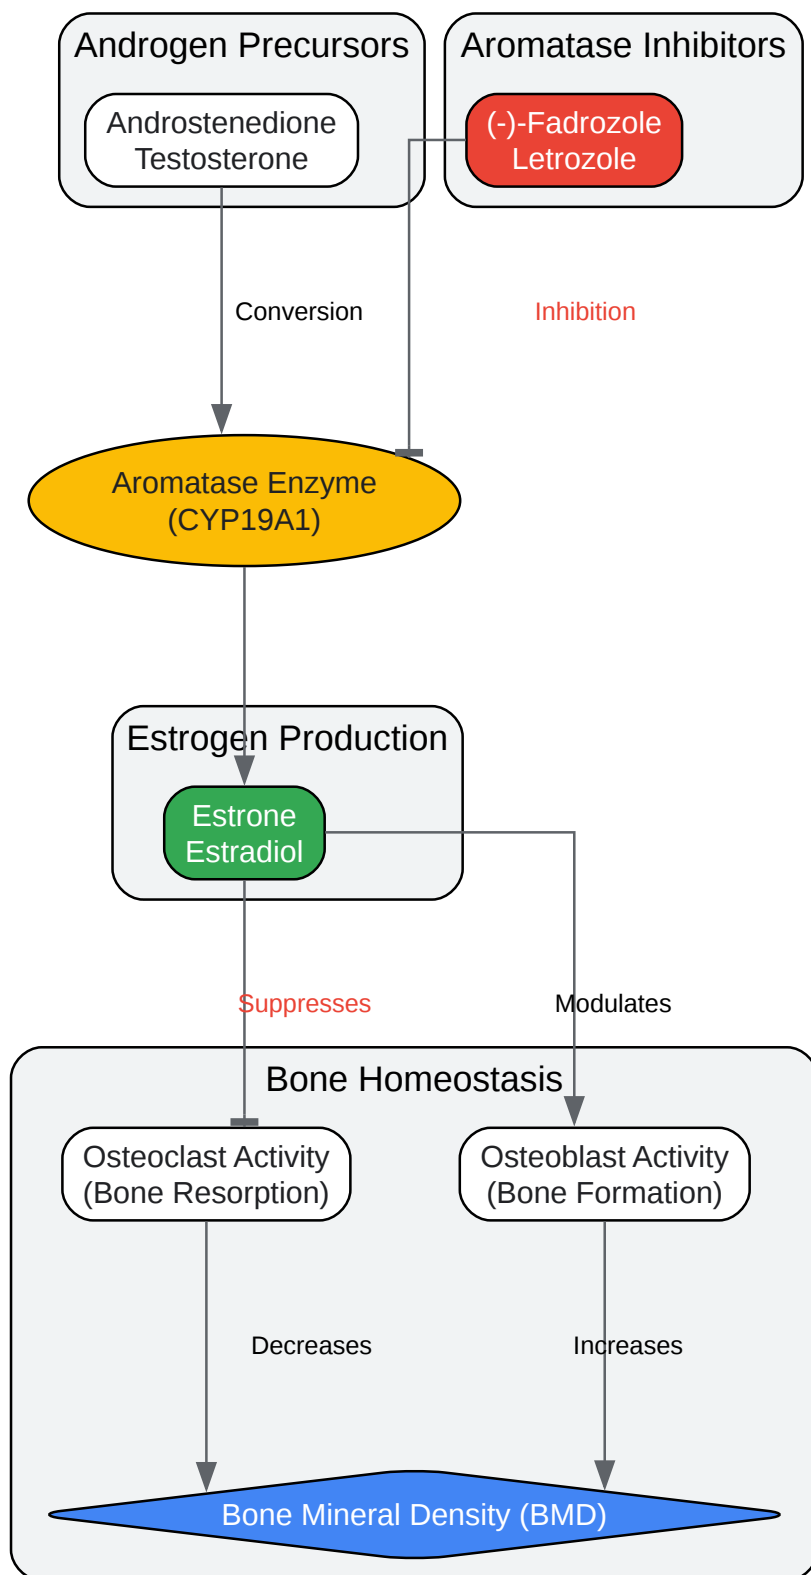 Androgen Precursors
Aromatase Inhibitors
Androstenedione
Testosterone
(-)-Fadrozole
Letrozole
Conversion
Inhibition
Aromatase Enzyme
(CYP19A1)
Estrogen Production
Estrone
Estradiol
Suppresses
Modulates
Bone Homeostasis
Osteoclast Activity
(Bone Resorption)
Osteoblast Activity
(Bone Formation)
Decreases
Increases
Bone Mineral Density (BMD)